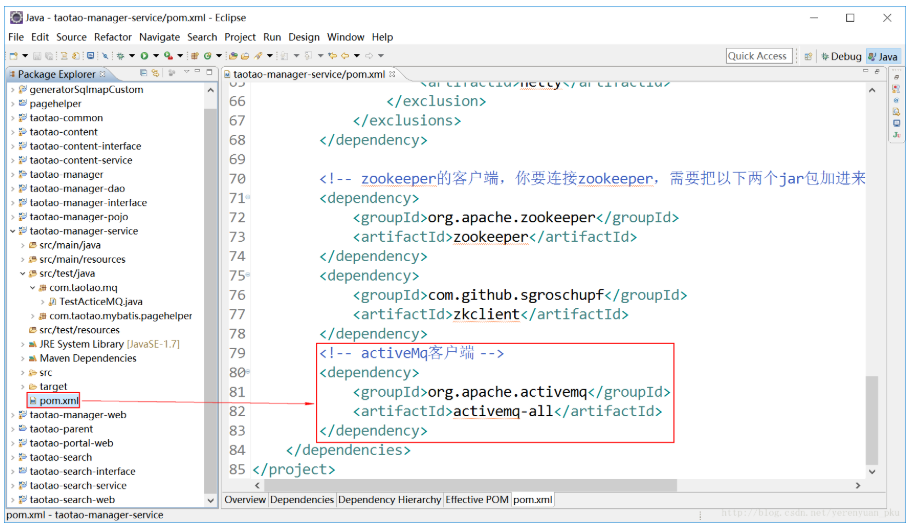 Java - taotao-manager-service/pom.xml - Eclipse
File Edit Source Refactor Navigate Search Project Run Design Window Help
Quick Access Debug Java
Package Explorer
generatorSqlmapCustom
pagehelper
taotao-common
taotao-content
taotao-content-interface
taotao-content-service
taotao-manager
taotao-manager-dao
taotao-manager-interface
taotao-manager-pojo
taotao-manager-service
src/main/java
src/main/resources
src/test/java
com.taotao.mq
TestActiceMQ.java
com.taotao.mybatis.pagehelper
src/test/resources
JRE System Library [JavaSE-1.7]
Maven Dependencies
src
target
pom.xml
taotao-manager-web
taotao-parent
taotao-portal-web
taotao-search
taotao-search-interface
taotao-search-service
taotao-search-web
taotao-manager-service/pom.xml
65 <artifactId>netty</artifactId>
66 </exclusion>
67 </exclusions>
68 </dependency>
69
70 <!-- zookeeper的客户端，你要连接zookeeper，需要把以下两个jar包加进来
71 <dependency>
72 <groupId>org.apache.zookeeper</groupId>
73 <artifactId>zookeeper</artifactId>
74 </dependency>
75 <dependency>
76 <groupId>com.github.sgroschupf</groupId>
77 <artifactId>zkclient</artifactId>
78 </dependency>
79 <!-- activeMq客户端 -->
80 <dependency>
81 <groupId>org.apache.activemq</groupId>
82 <artifactId>activemq-all</artifactId>
83 </dependency>
84 </dependencies>
85 </project>
Overview Dependencies Dependency Hierarchy Effective POM pom.xml
pom.xml - taotao-manager-service
http://blog.csdn.net/yerenyuan_pku